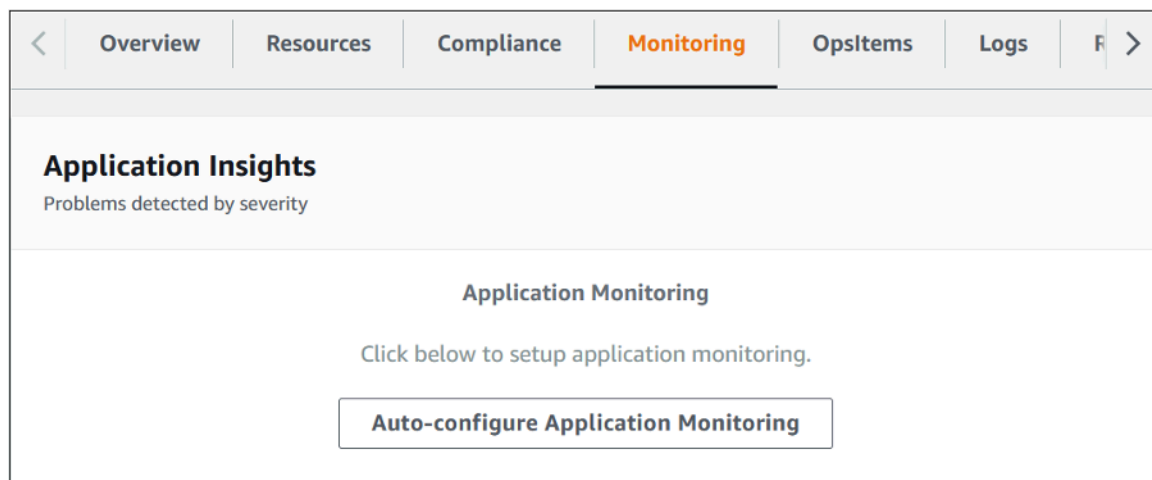 Overview Resources Compliance Monitoring OpsItems Logs
Application Insights
Problems detected by severity
Application Monitoring
Click below to setup application monitoring.
Auto-configure Application Monitoring